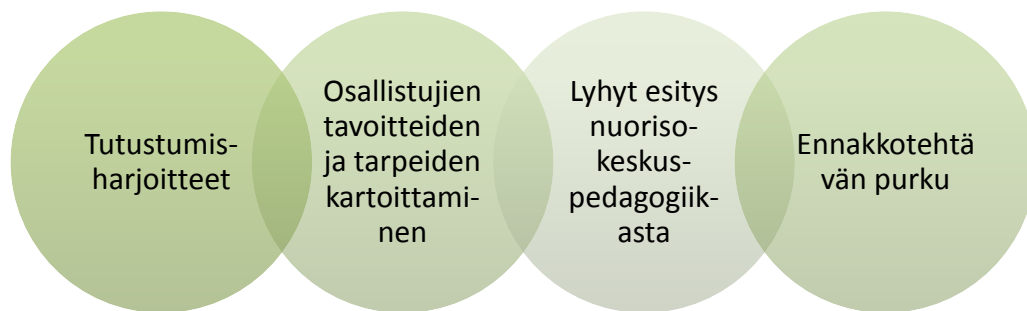 Tutustumis-
harjoitteet
Osallistujien
tavoitteiden
ja tarpeiden
kartoittami-
nen
Lyhyt esitys
nuoriso-
keskus-
pedagogiik-
asta
Ennakkotehtä
vän purku